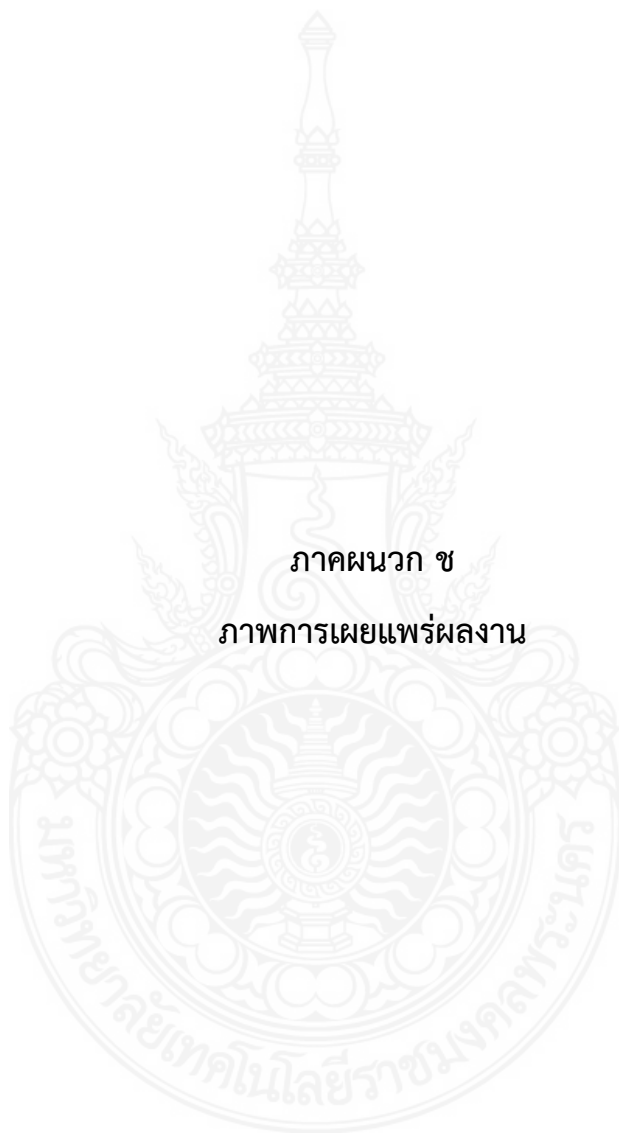 ภาคผนวก ช
ภาพการเผยแพร่ผลงาน
มหาวิทยาลัยเทคโนโลยีราชมงคลพระนคร